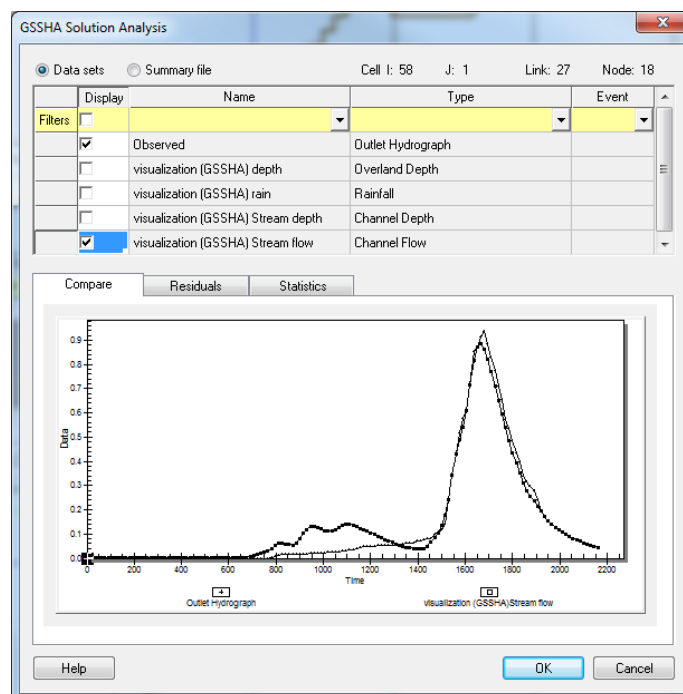 GSSHA Solution Analysis
Data sets Summary file Cell I: 58 J: 1 Link: 27 Node: 18
Display Name Type Event
Filters
Observed Outlet Hydrograph
visualization (GSSHA) depth Overland Depth
visualization (GSSHA) rain Rainfall
visualization (GSSHA) Stream depth Channel Depth
visualization (GSSHA) Stream flow Channel Flow
Compare Residuals Statistics
0.9
0.8
0.7
0.6
0.5
0.4
0.3
0.2
0.1
0.0
Data
0 200 400 600 800 1000 1200 1400 1600 1800 2000 2200
Time
Outlet Hydrograph visualization (GSSHA)Stream flow
Help OK Cancel